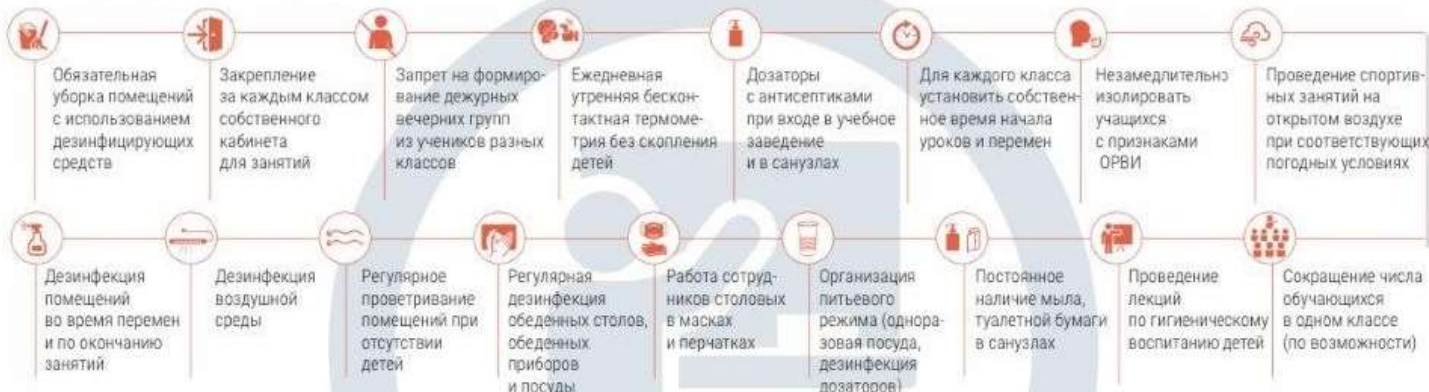 Обязательная
уборка помещений
с использованием
дезинфицирующих
средств
Закрепление
за каждым классом
собственного
кабинета
для занятий
Запрет на формиро-
вание дежурных
вечерних групп
из учеников разных
классов
Ежедневная
утренняя бескон-
тактная термоме-
трия без скопления
детей
Дозаторы
с антисептиками
при входе в учебное
заведение
и в санузлах
Для каждого класса
установить собствен-
ное время начала
уроков и перемен
Незамедлительно
изолировать
учащихся
с признаками
ОРВИ
Проведение спортив-
ных занятий на
открытом воздухе
при соответствующих
погодных условиях
Дезинфекция
помещений
во время перемен
и по окончанию
занятий
Дезинфекция
воздушной
среды
Регулярное
проветривание
помещений при
отсутствии
детей
Регулярная
дезинфекция
обеденных столов,
обеденных
приборов
и посуды
Работа сотруд-
ников столовых
в масках
и перчатках
Организация
питьевого
режима (однора-
зовая посуда,
дезинфекция
дозаторов)
Постоянное
наличие мыла,
туалетной бумаги
в санузлах
Проведение
лекций
по гигиеническому
воспитанию детей
Сокращение числа
обучающихся
в одном классе
(по возможности)